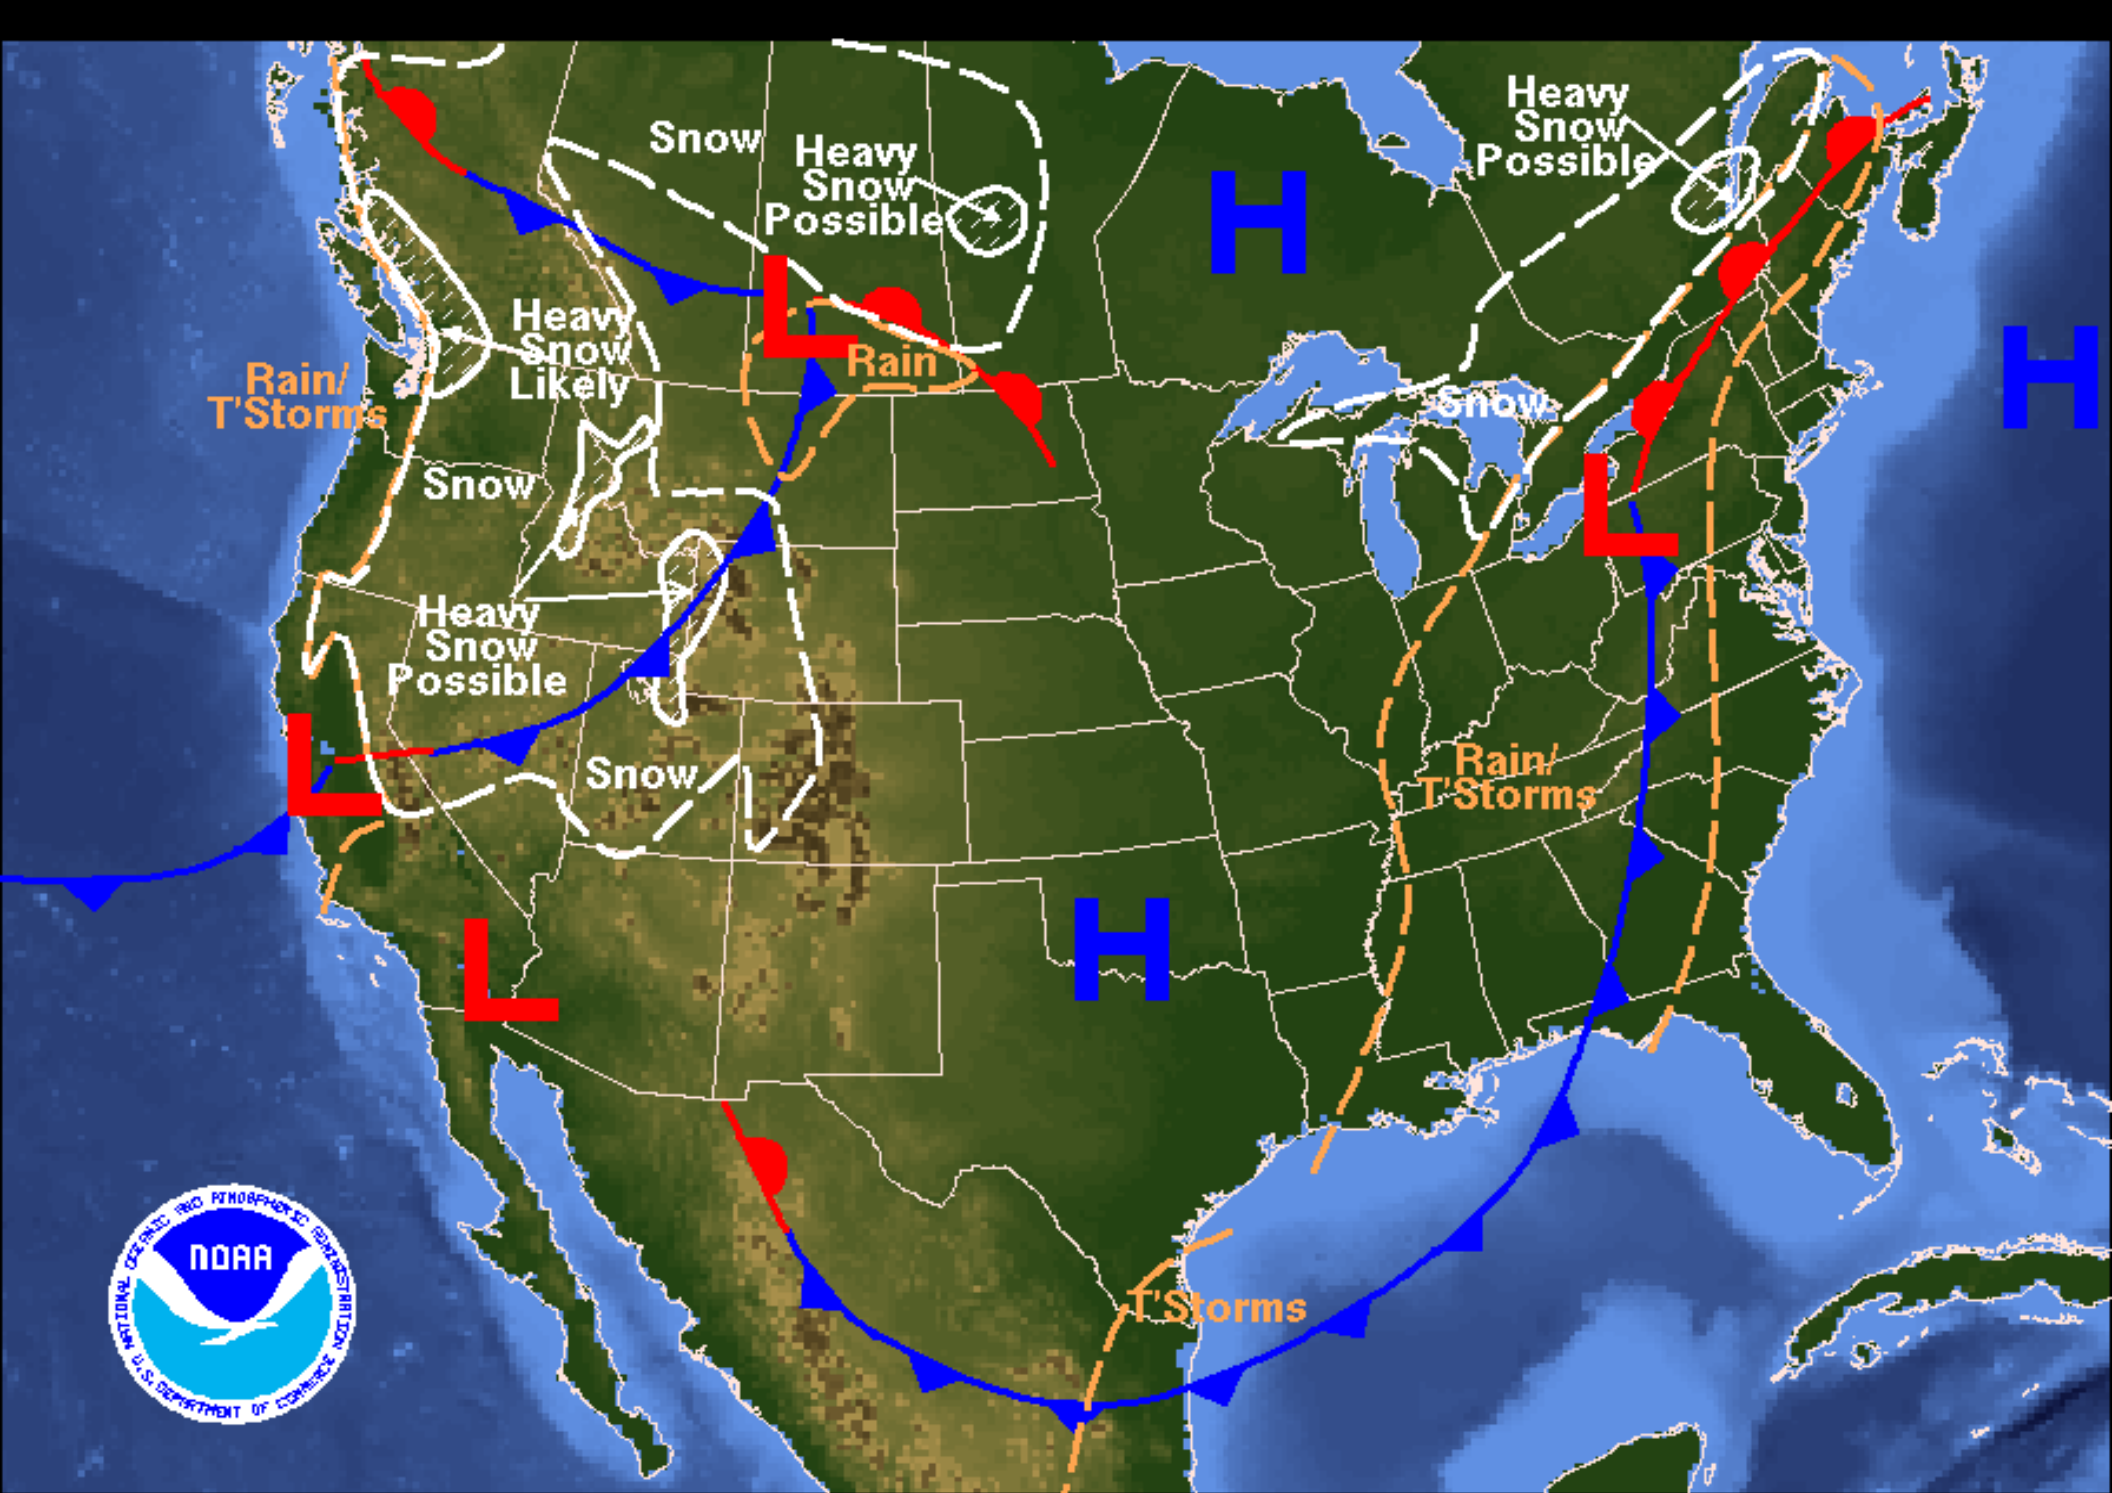 Heavy
Snow
Possible
Snow
Heavy
Snow
Possible
H
L
Heavy
Snow
Likely
Rain
H
Rain/
T'Storms
Snow
Snow
L
Heavy
Snow
Possible
L
Snow
Rain/
T'Storms
H
L
T'Storms
NOAA
NATIONAL OCEANIC AND ATMOSPHERIC ADMINISTRATION
U.S. DEPARTMENT OF COMMERCE